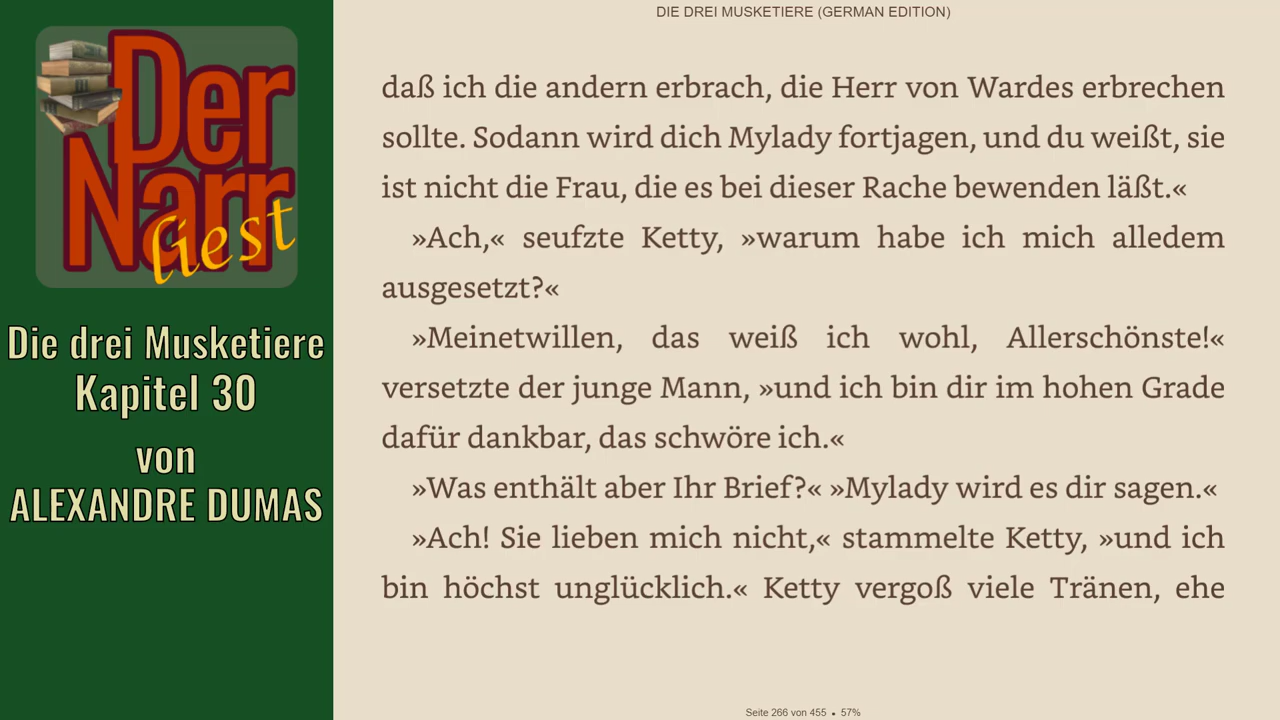 Der
Narr
liest
Die drei Musketiere
Kapitel 30
von
ALEXANDRE DUMAS
DIE DREI MUSKETIERE (GERMAN EDITION)
daß ich die andern erbrach, die Herr von Wardes erbrechen
sollte. Sodann wird dich Mylady fortjagen, und du weißt, sie
ist nicht die Frau, die es bei dieser Rache bewenden läßt.«
»Ach,« seufzte Ketty, »warum habe ich mich alledem
ausgesetzt?«
»Meinetwillen, das weiß ich wohl, Allerschönste!«
versetzte der junge Mann, »und ich bin dir im hohen Grade
dafür dankbar, das schwöre ich.«
»Was enthält aber Ihr Brief?« »Mylady wird es dir sagen.«
»Ach! Sie lieben mich nicht,« stammelte Ketty, »und ich
bin höchst unglücklich.« Ketty vergoß viele Tränen, ehe
Seite 266 von 455 • 57%